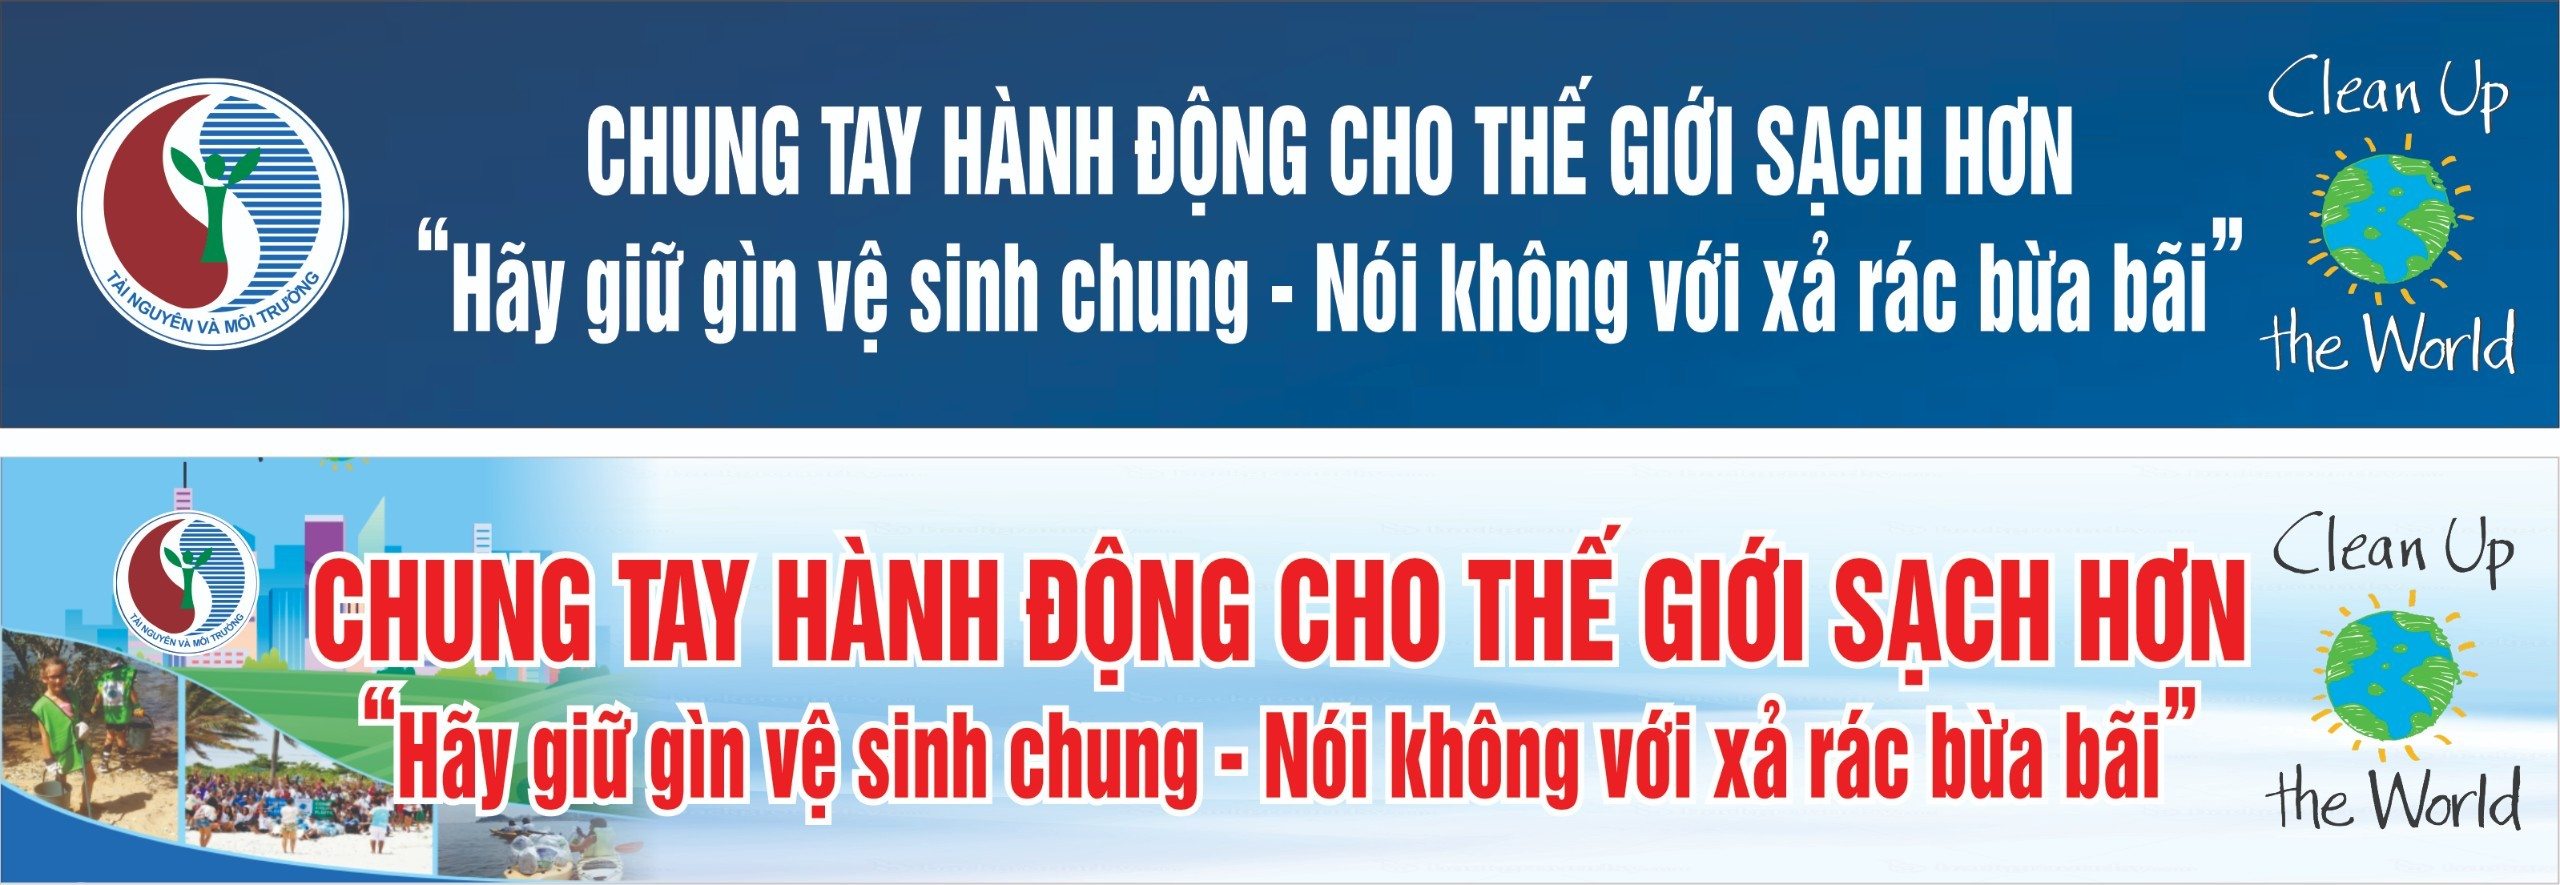 CHUNG TAY HÀNH ĐỘNG CHO THẾ GIỚI SẠCH HƠN
“Hãy giữ gìn vệ sinh chung - Nói không với xả rác bừa bãi”
TÀI NGUYÊN VÀ MÔI TRƯỜNG
Clean Up
the World
CHUNG TAY HÀNH ĐỘNG CHO THẾ GIỚI SẠCH HƠN
“Hãy giữ gìn vệ sinh chung - Nói không với xả rác bừa bãi”
TÀI NGUYÊN VÀ MÔI TRƯỜNG
Clean Up
the World